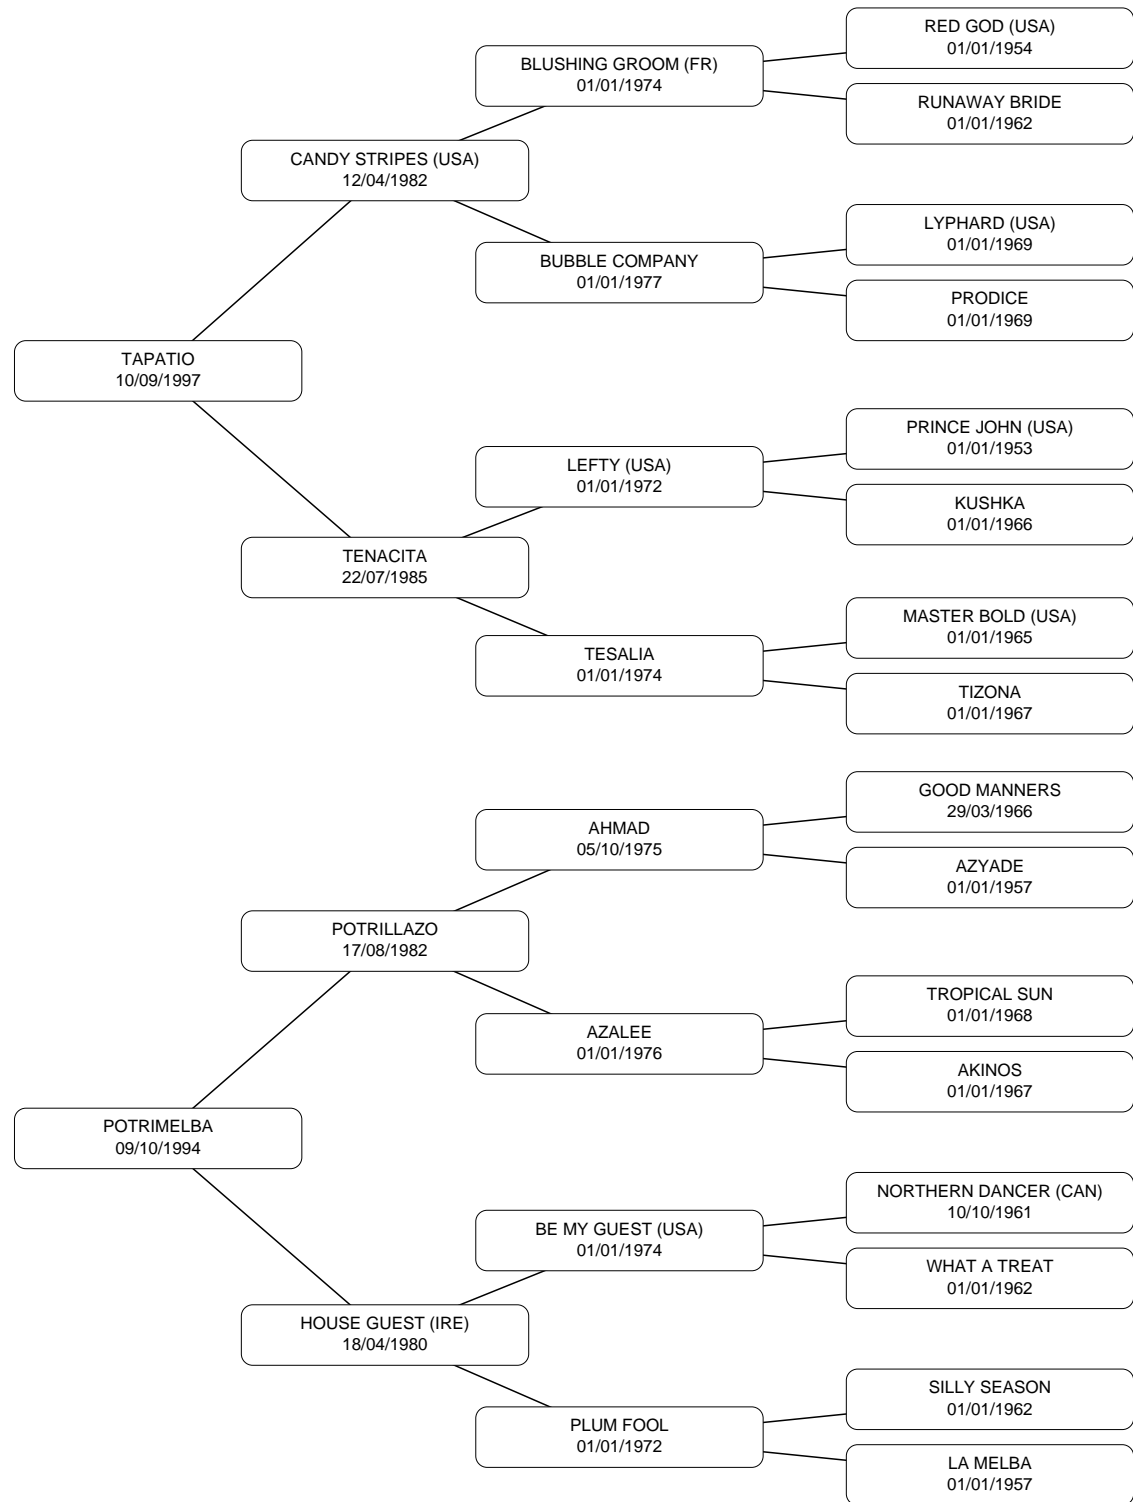 RED GOD (USA)
01/01/1954
BLUSHING GROOM (FR)
01/01/1974
RUNAWAY BRIDE
01/01/1962
CANDY STRIPES (USA)
12/04/1982
LYPHARD (USA)
01/01/1969
BUBBLE COMPANY
01/01/1977
PRODICE
01/01/1969
TAPATIO
10/09/1997
PRINCE JOHN (USA)
01/01/1953
LEFTY (USA)
01/01/1972
KUSHKA
01/01/1966
TENACITA
22/07/1985
MASTER BOLD (USA)
01/01/1965
TESALIA
01/01/1974
TIZONA
01/01/1967
GOOD MANNERS
29/03/1966
AHMAD
05/10/1975
AZYADE
01/01/1957
POTRILLAZO
17/08/1982
TROPICAL SUN
01/01/1968
AZALEE
01/01/1976
AKINOS
01/01/1967
POTRIMELBA
09/10/1994
NORTHERN DANCER (CAN)
10/10/1961
BE MY GUEST (USA)
01/01/1974
WHAT A TREAT
01/01/1962
HOUSE GUEST (IRE)
18/04/1980
SILLY SEASON
01/01/1962
PLUM FOOL
01/01/1972
LA MELBA
01/01/1957